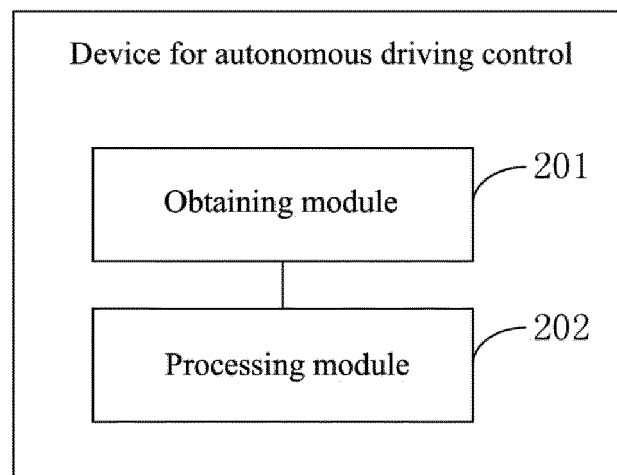 Device for autonomous driving control
Obtaining module
201
Processing module
202